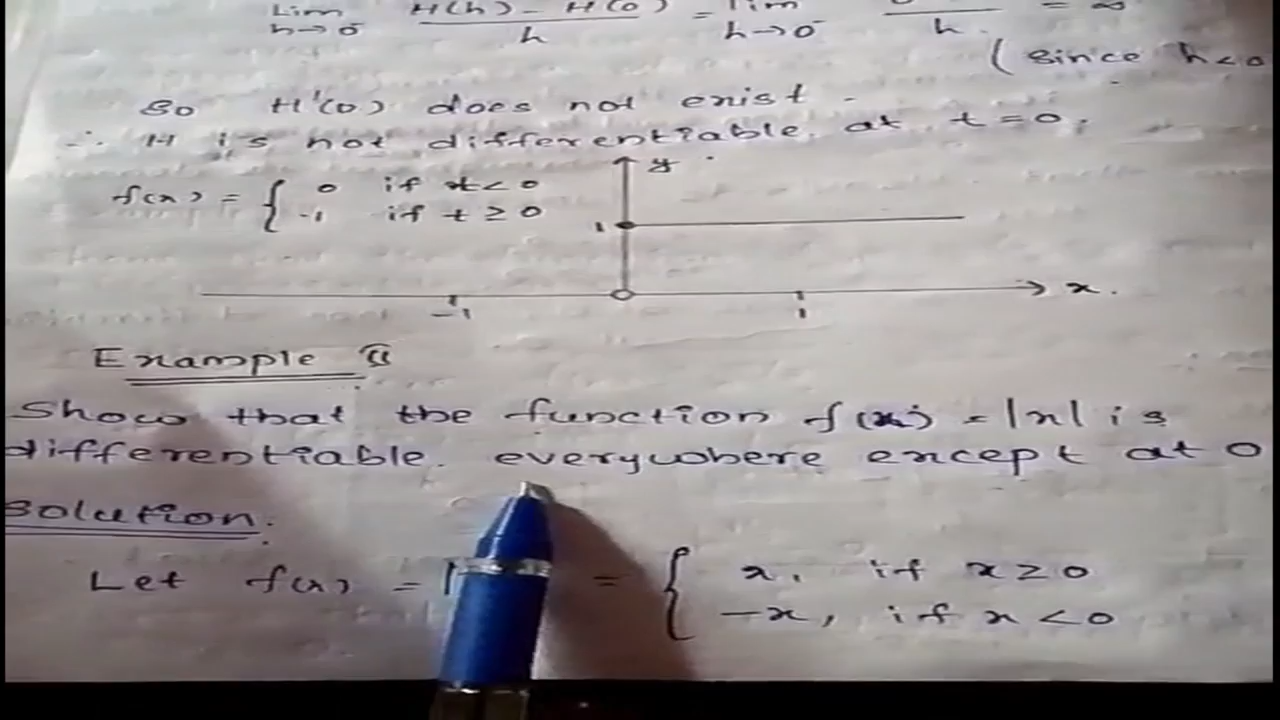 Lim H(h) - H(0) = lim = ∞
h→0⁻ h h→0⁻ h
(since h<0
So H'(0) does not exist.
∴ H is not differentiable. at t=0.
y
f(x) = { 0 if t<0
-1 if t≥0
1
x.
-1 1
Example
Show that the function f(x) = |x| is
differentiable. everywhere except at 0
Solution.
Let f(x) = | = { x, if x≥0
-x, if x<0